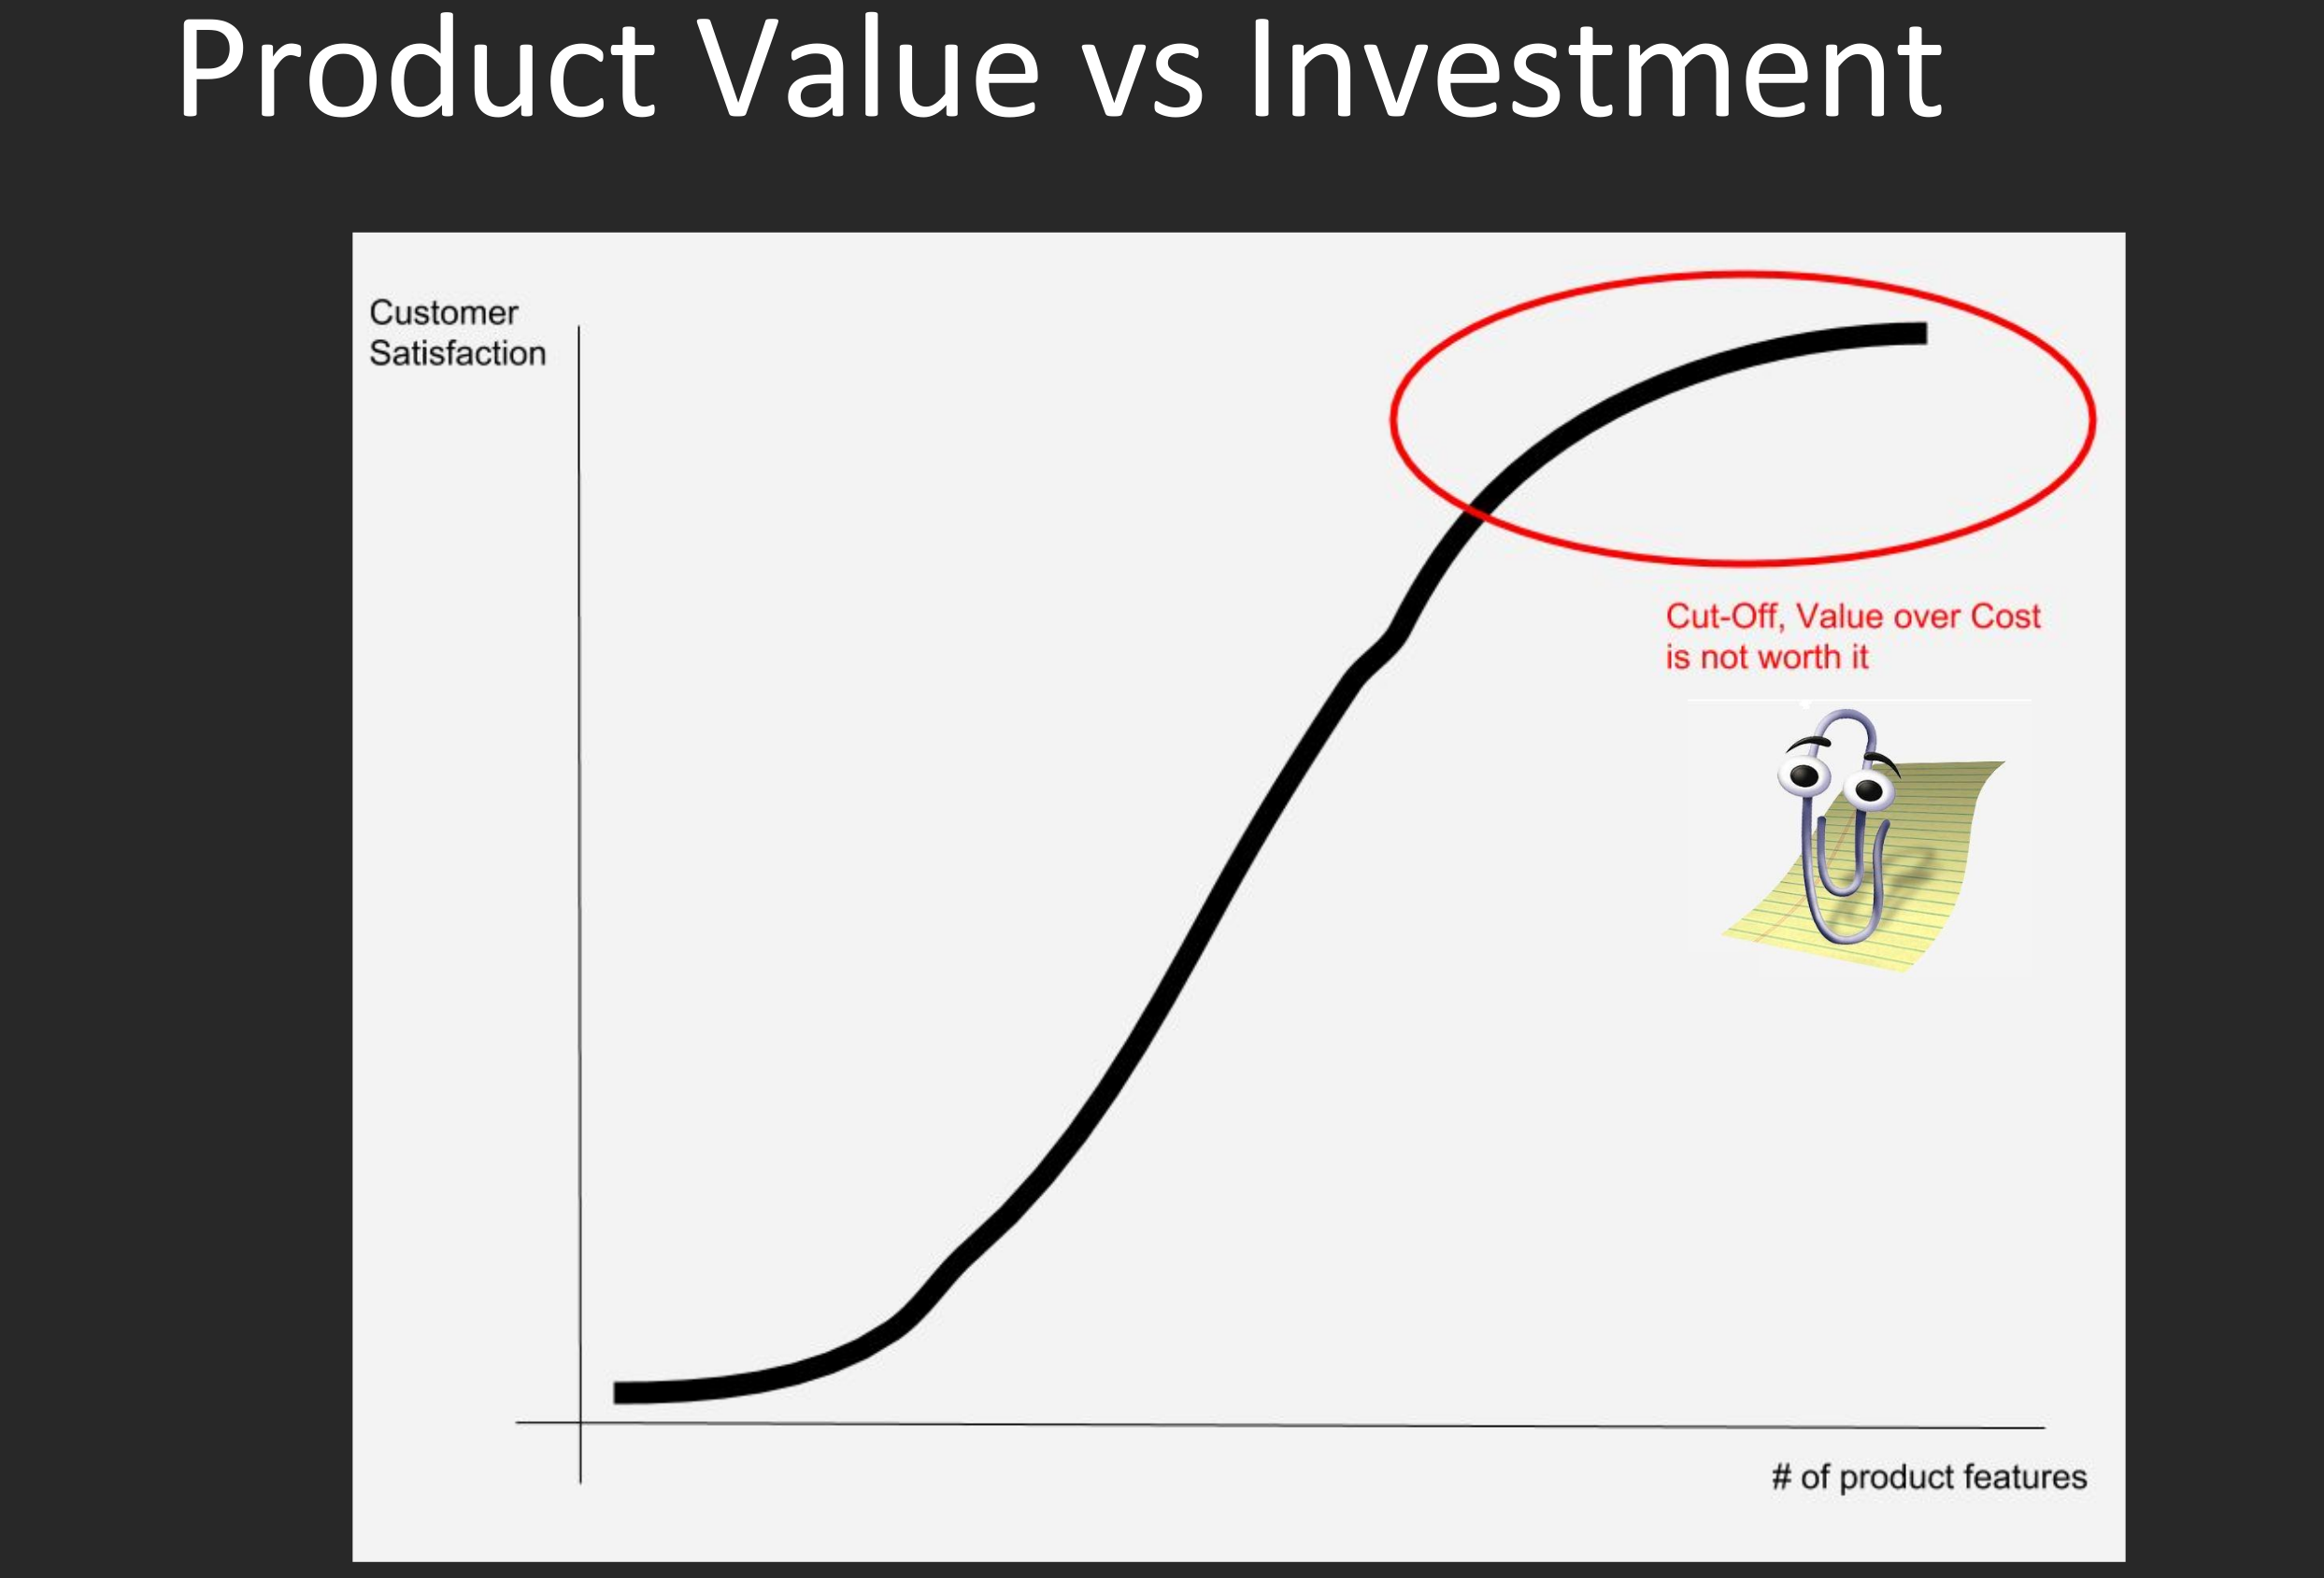 Product Value vs Investment
Customer
Satisfaction
Cut-Off, Value over Cost
is not worth it
# of product features